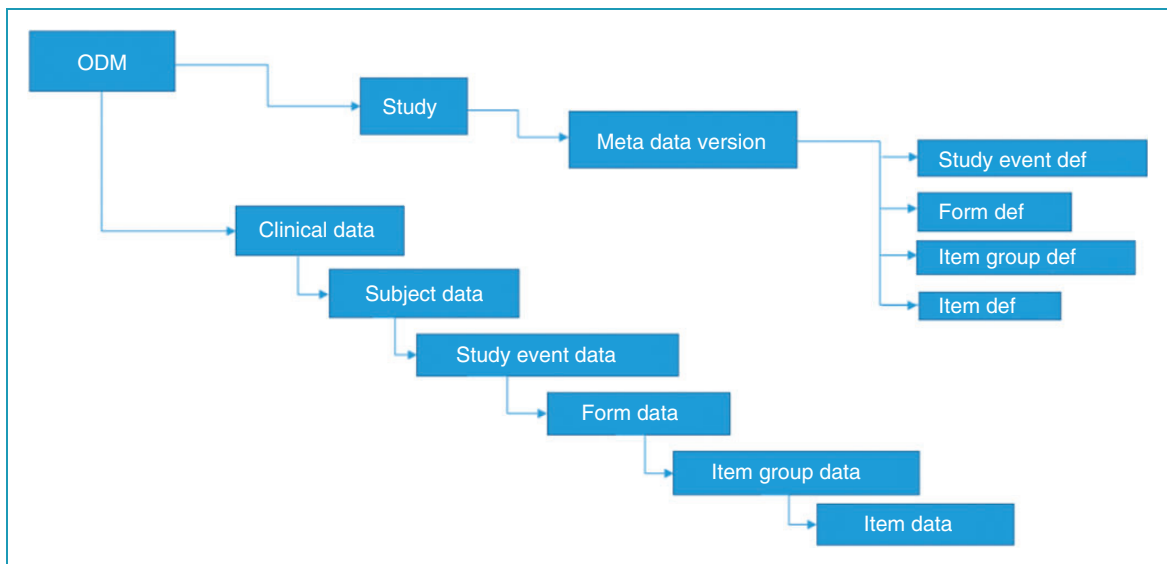 ODM
Study
Meta data version
Study event def
Form def
Item group def
Item def
Clinical data
Subject data
Study event data
Form data
Item group data
Item data